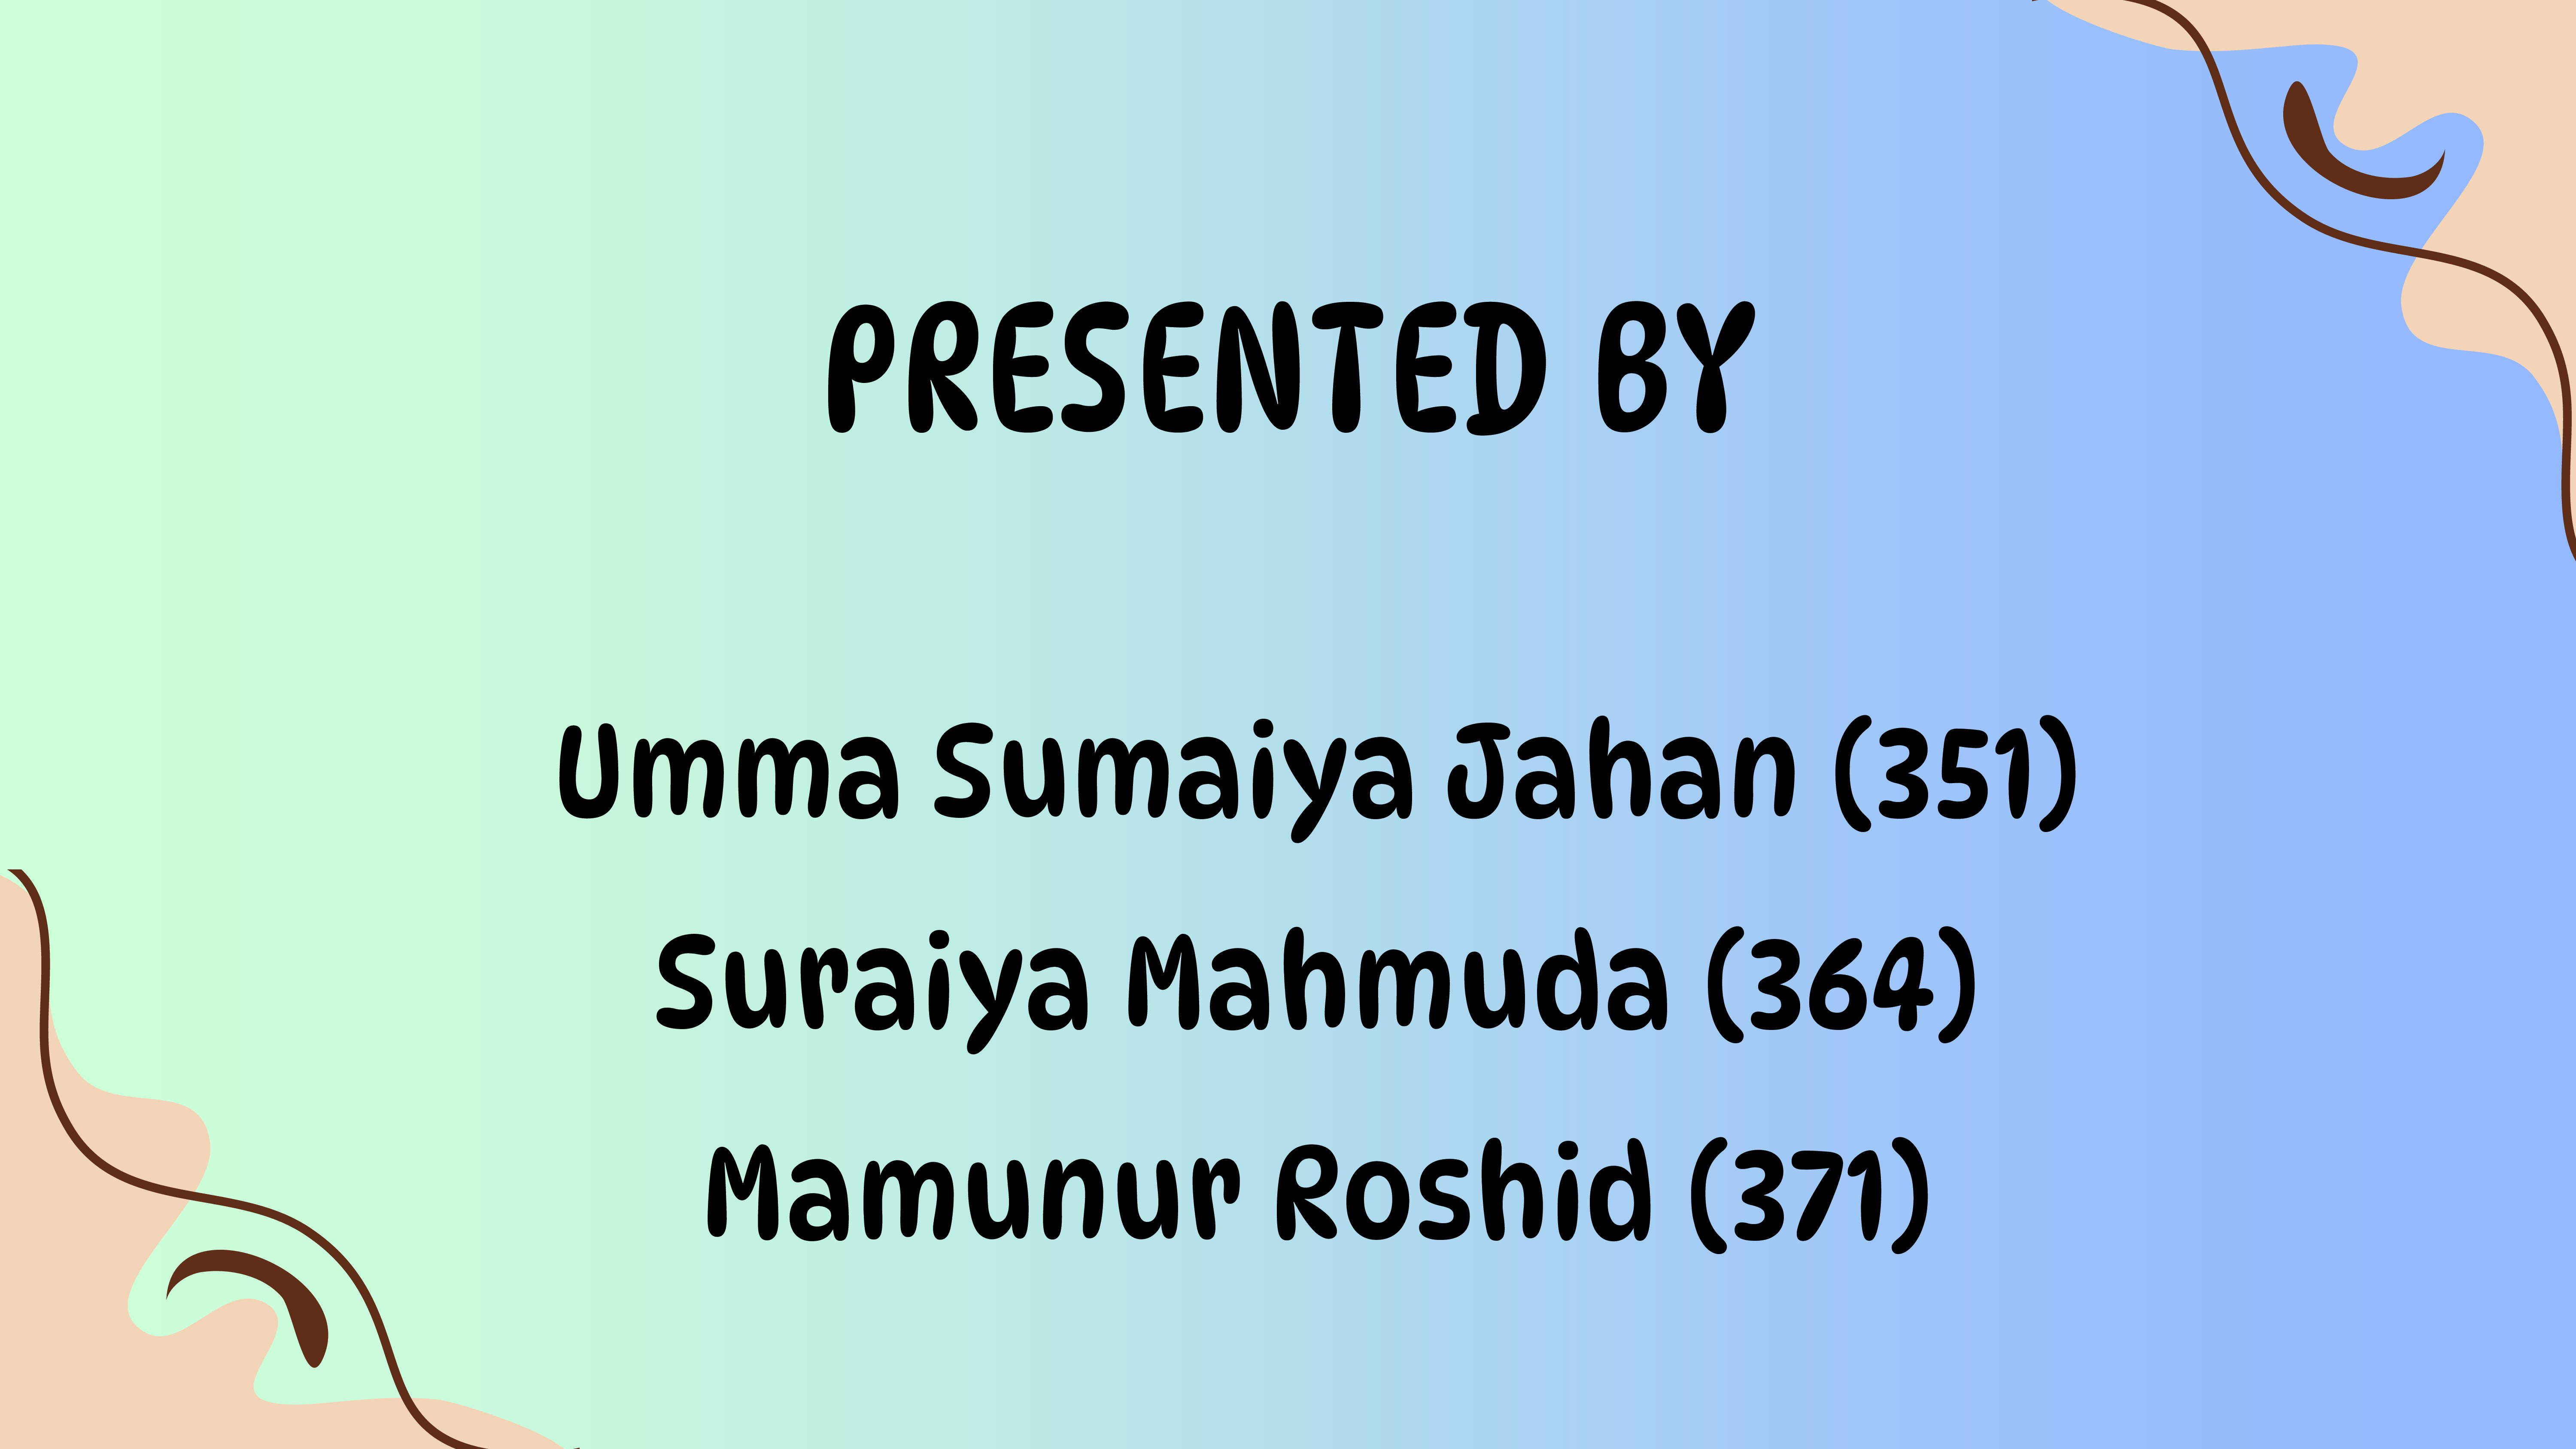 PRESENTED BY
Umma Sumaiya Jahan (351)
Suraiya Mahmuda (364)
Mamunur Roshid (371)